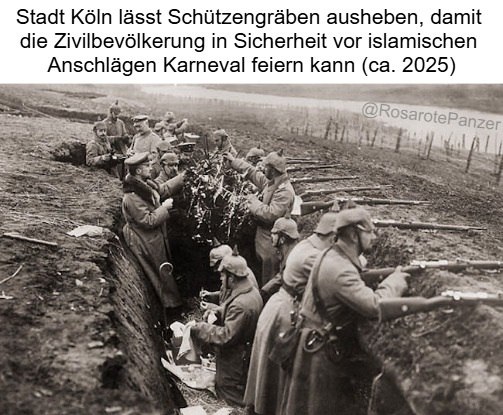 Stadt Köln lässt Schützengräben ausheben, damit
die Zivilbevölkerung in Sicherheit vor islamischen
Anschlägen Karneval feiern kann (ca. 2025)
@RosarotePanzer